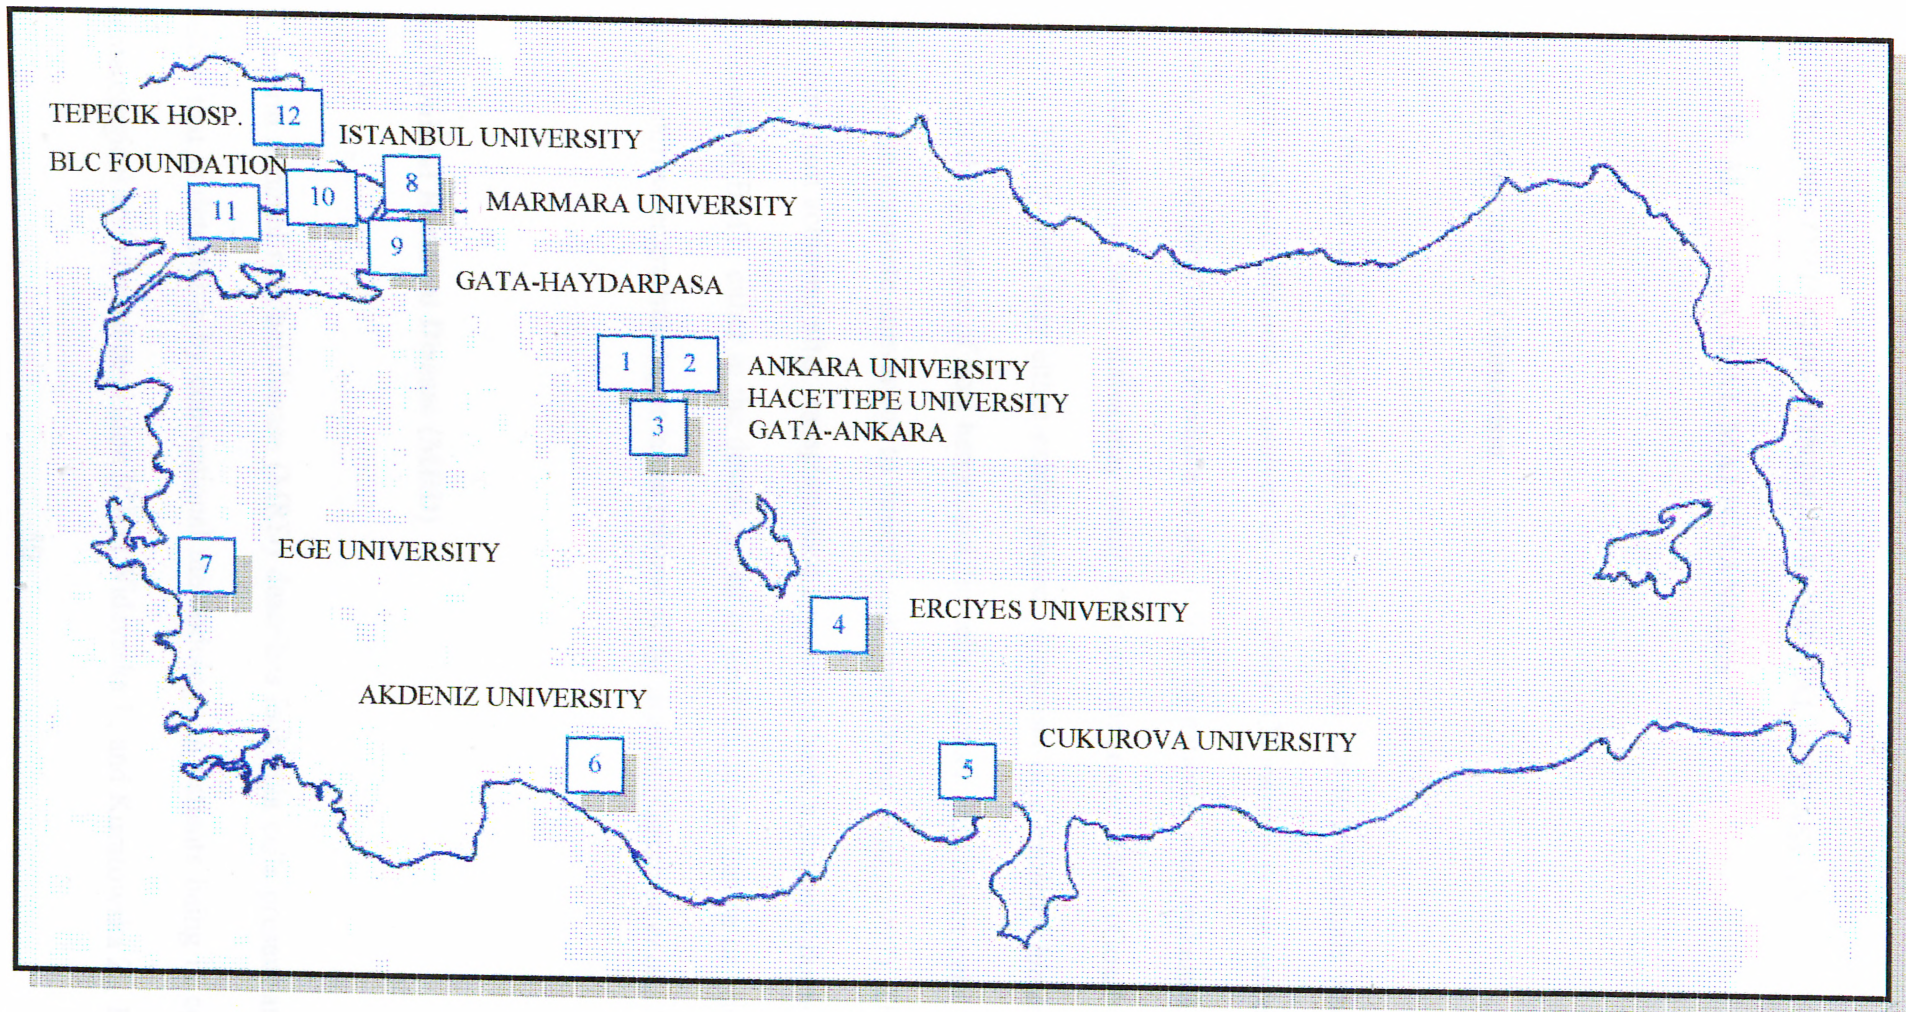 TEPECIK HOSP.
12
ISTANBUL UNIVERSITY
BLC FOUNDATION
8
10
11
MARMARA UNIVERSITY
9
GATA-HAYDARPASA
1
2
ANKARA UNIVERSITY
HACETTEPE UNIVERSITY
3
GATA-ANKARA
7
EGE UNIVERSITY
4
ERCIYES UNIVERSITY
AKDENIZ UNIVERSITY
6
5
CUKUROVA UNIVERSITY